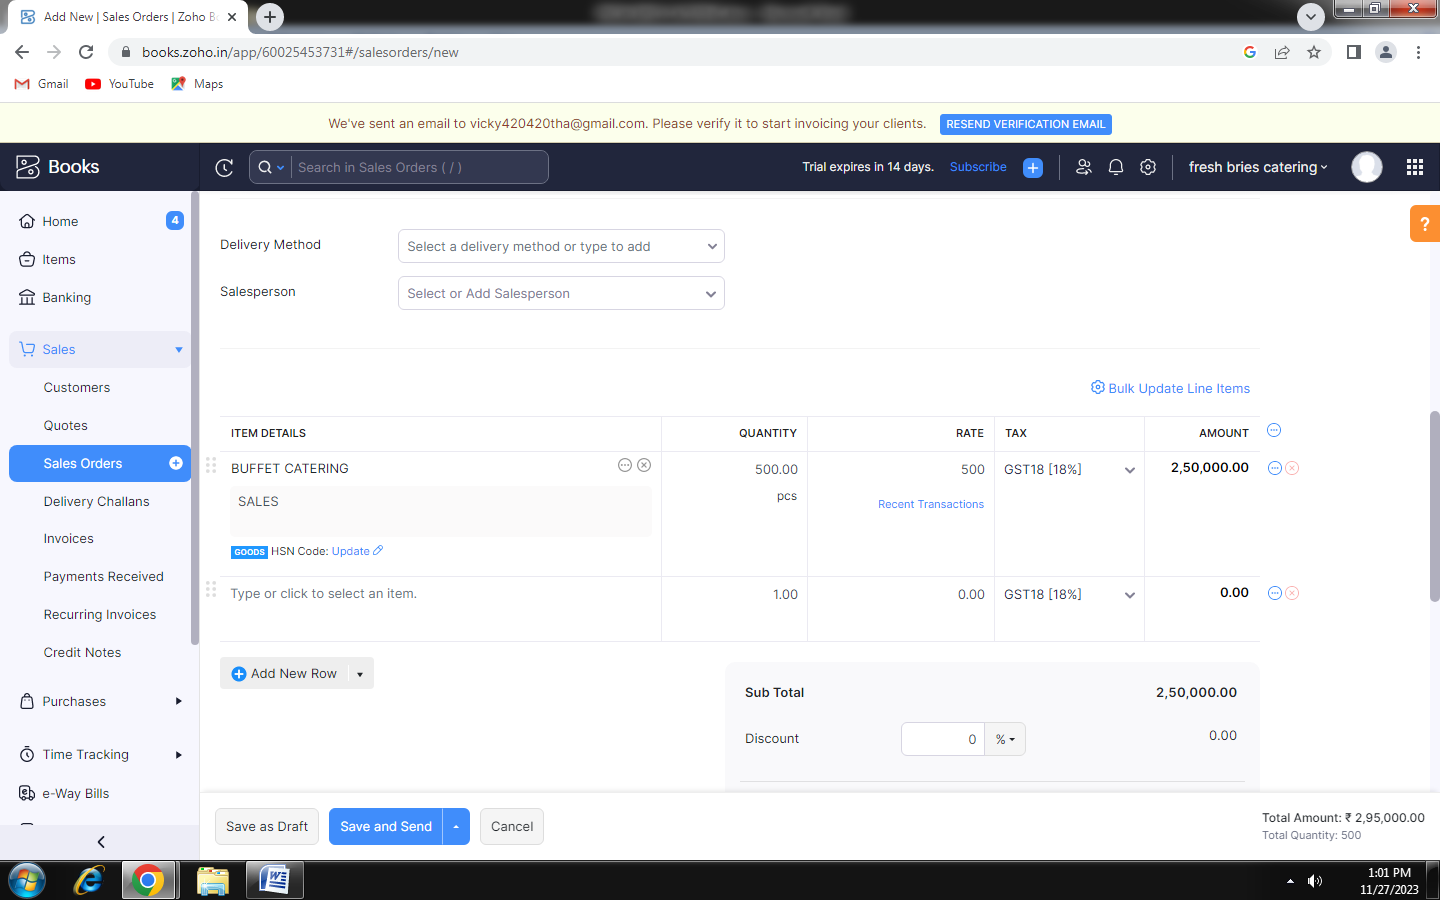 Add New | Sales Orders | Zoho B
books.zoho.in/app/60025453731#/salesorders/new
Gmail YouTube Maps
We've sent an email to vicky420420tha@gmail.com. Please verify it to start invoicing your clients. RESEND VERIFICATION EMAIL
Books
Search in Sales Orders ( / )
Trial expires in 14 days. Subscribe
fresh bries catering
Home 4
Items
Banking
Sales
Customers
Quotes
Sales Orders
Delivery Challans
Invoices
Payments Received
Recurring Invoices
Credit Notes
Purchases
Time Tracking
e-Way Bills
?
Delivery Method Select a delivery method or type to add
Salesperson Select or Add Salesperson
Bulk Update Line Items
ITEM DETAILS QUANTITY RATE TAX AMOUNT
BUFFET CATERING 500.00 500 GST18 [18%] 2,50,000.00
pcs
SALES Recent Transactions
GOODS HSN Code: Update
Type or click to select an item. 1.00 0.00 GST18 [18%] 0.00
Add New Row
Sub Total 2,50,000.00
Discount 0 % 0.00
Save as Draft Save and Send Cancel
Total Amount: ₹ 2,95,000.00
Total Quantity: 500
1:01 PM
11/27/2023